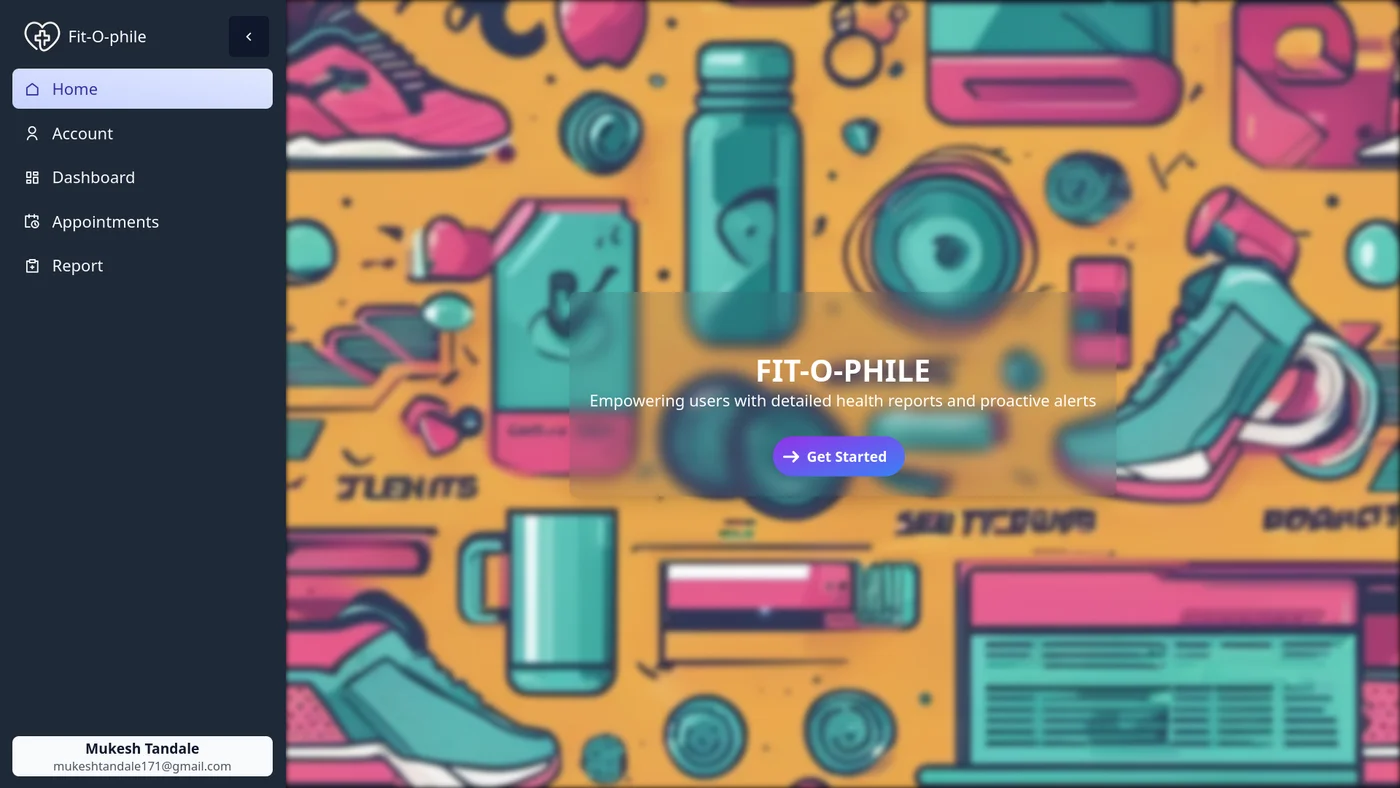 Fit-O-phile
Home
Account
Dashboard
Appointments
Report
Mukesh Tandale
mukeshtandale171@gmail.com
FIT-O-PHILE
Empowering users with detailed health reports and proactive alerts
Get Started